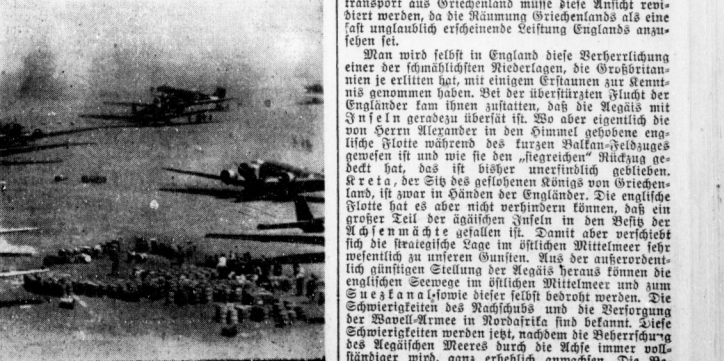 transport aus Griechenland müsse diese Ansicht revi-
diert werden, da die Räumung Griechenlands als eine
fast unglaublich erscheinende Leistung Englands anzu-
sehen sei.
Man wird selbst in England diese Verherrlichung
einer der schmählichsten Niederlagen, die Großbritan-
nien je erlitten hat, mit einigem Erstaunen zur Kennt-
nis genommen haben. Bei der überstürzten Flucht der
Engländer kam ihnen zustatten, daß die Aegäis mit
Inseln geradezu übersät ist. Wo aber eigentlich die
von Herrn Alexander in den Himmel gehobene eng-
lische Flotte während des kurzen Balkan-Feldzuges
gewesen ist und wie sie den „siegreichen“ Rückzug ge-
deckt hat, das ist bisher unerfindlich geblieben.
Kreta, der Sitz des geflohenen Königs von Griechen-
land, ist zwar in Händen der Engländer. Die englische
Flotte hat es aber nicht verhindern können, daß ein
großer Teil der ägäischen Inseln in den Besitz der
Achsenmächte gefallen ist. Damit aber verschiebt
sich die strategische Lage im östlichen Mittelmeer sehr
wesentlich zu unseren Gunsten. Aus der außerordent-
lich günstigen Stellung der Aegäis heraus können die
englischen Seewege im östlichen Mittelmeer und zum
Suezkanal sowie dieser selbst bedroht werden. Die
Schwierigkeiten des Nachschubs und die Versorgung
der Wavell-Armee in Nordafrika sind bekannt. Diese
Schwierigkeiten werden jetzt, nachdem die Beherrschung
des Aegäischen Meeres durch die Achse immer voll-
ständiger wird, ganz erheblich anwachsen. Die